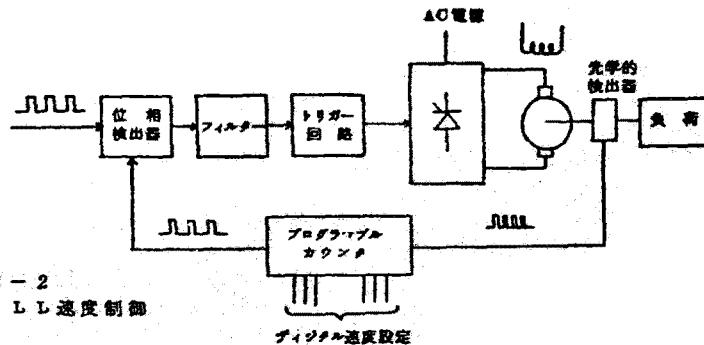 AC電源
光学的
検出器
位相
検出器
フィルタ
トリガー
回路
負荷
プログラマブル
カウンタ
－2
LL速度制御
ディジタル速度設定